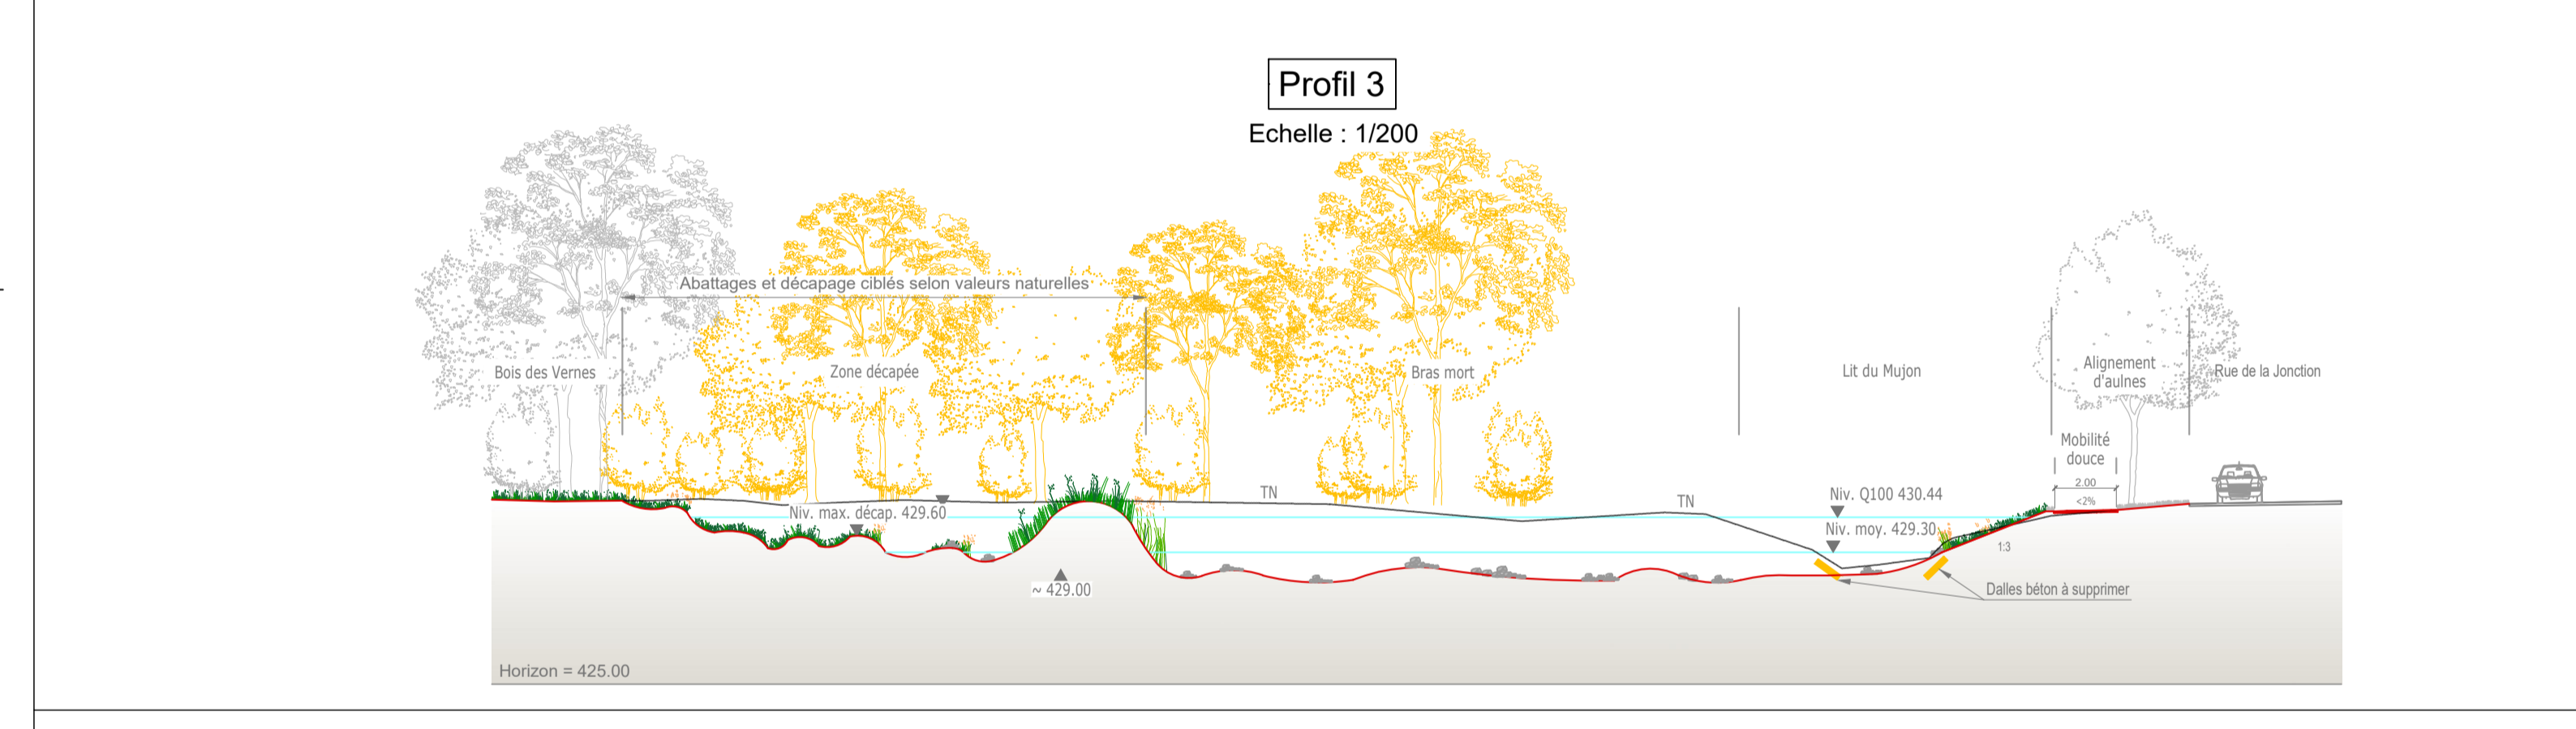 Profil 3
Echelle : 1/200
Abattages et décapage ciblés selon valeurs naturelles
Bois des Vernes
Zone décapée
Bras mort
Lit du Mujon
Alignement
d'aulnes
Rue de la Jonction
Mobilité
douce
2.00
<2%
TN
TN
Niv. Q100 430.44
Niv. max. décap. 429.60
Niv. moy. 429.30
1:3
~ 429.00
Dalles béton à supprimer
Horizon = 425.00